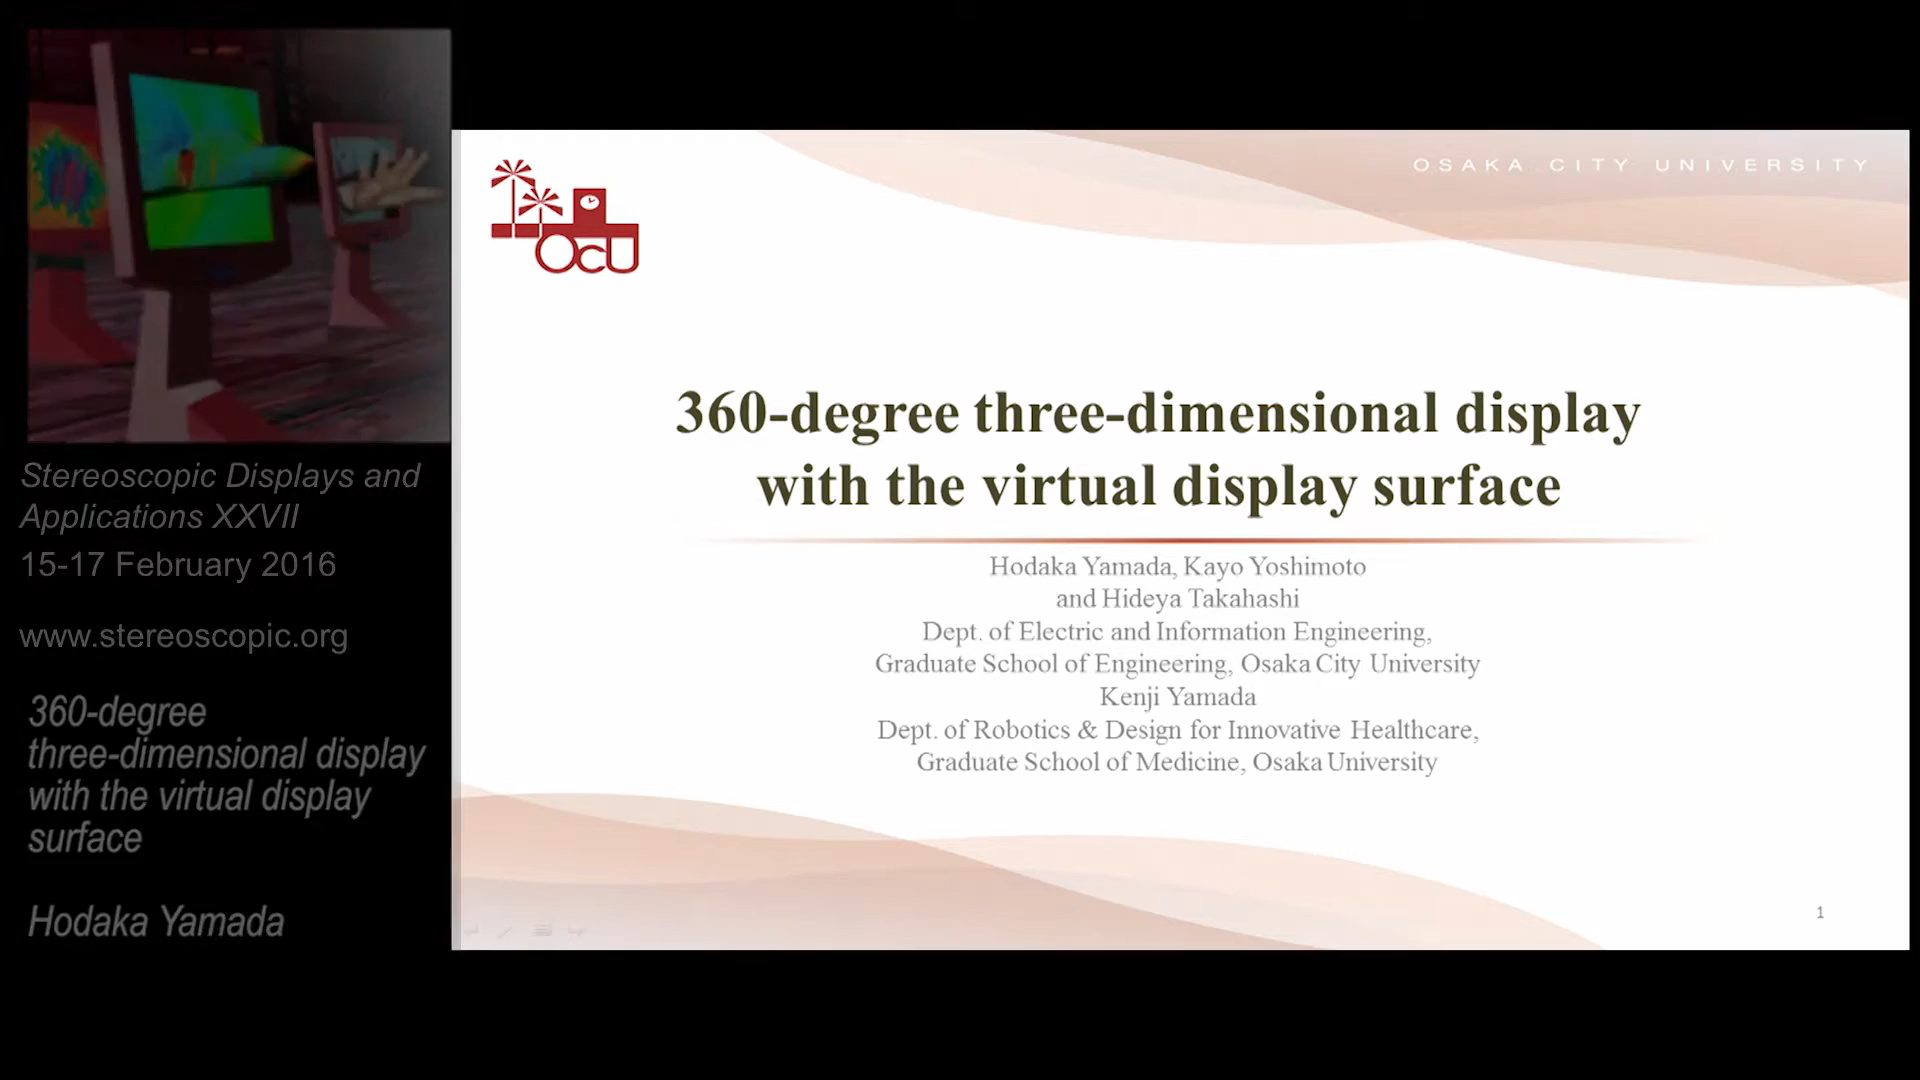 Stereoscopic Displays and
Applications XXVII
15-17 February 2016
www.stereoscopic.org
360-degree
three-dimensional display
with the virtual display
surface
Hodaka Yamada
OSAKA CITY UNIVERSITY
OCU
360-degree three-dimensional display
with the virtual display surface
Hodaka Yamada, Kayo Yoshimoto
and Hideya Takahashi
Dept. of Electric and Information Engineering,
Graduate School of Engineering, Osaka City University
Kenji Yamada
Dept. of Robotics & Design for Innovative Healthcare,
Graduate School of Medicine, Osaka University
1